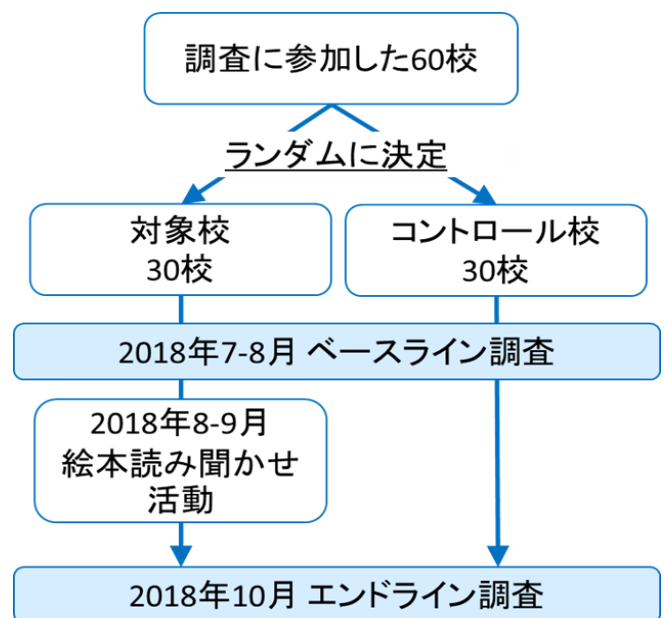 調査に参加した60校
ランダムに決定
対象校
30校
コントロール校
30校
2018年7-8月 ベースライン調査
2018年8-9月
絵本読み聞かせ
活動
2018年10月 エンドライン調査